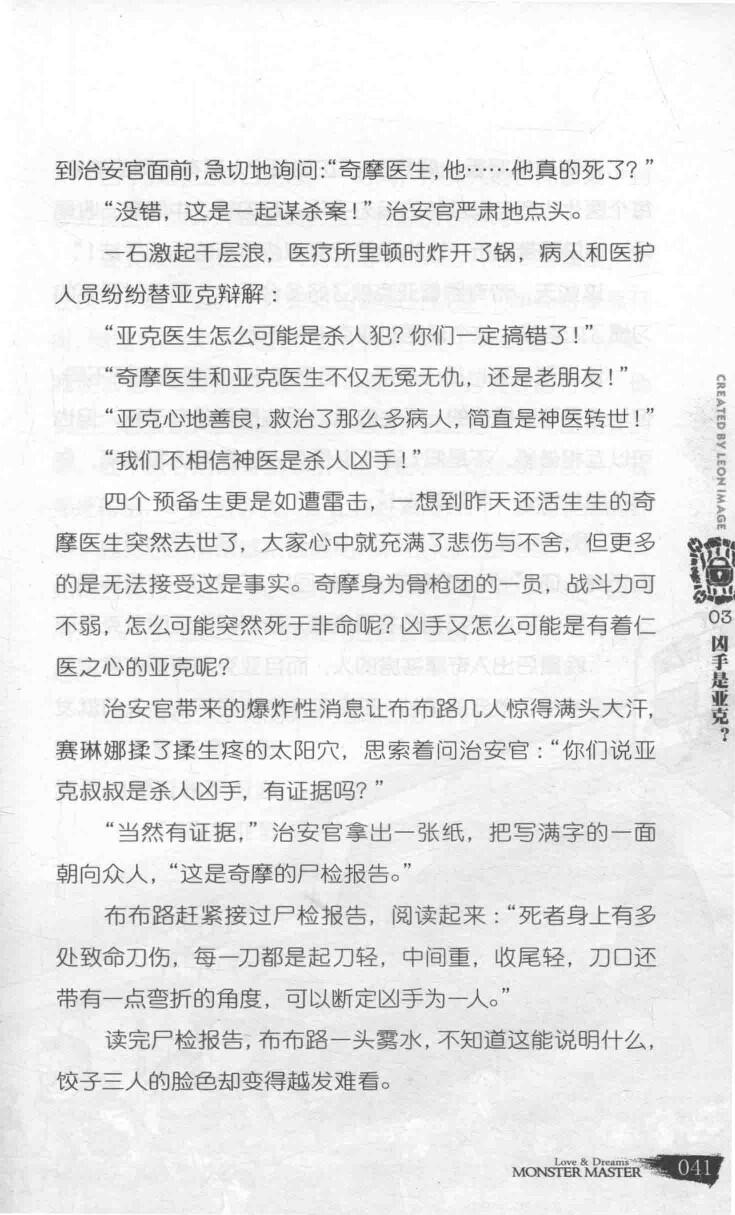 到治安官面前，急切地询问：“奇摩医生，他……他真的死了？”
“没错，这是一起谋杀案！”治安官严肃地点头。
一石激起千层浪，医疗所里顿时炸开了锅，病人和医护
人员纷纷替亚克辩解：
“亚克医生怎么可能是杀人犯？你们一定搞错了！”
“奇摩医生和亚克医生不仅无冤无仇，还是老朋友！”
“亚克心地善良，救治了那么多病人，简直是神医转世！”
“我们不相信神医是杀人凶手！”
四个预备生更是如遭雷击，一想到昨天还活生生的奇
摩医生突然去世了，大家心中就充满了悲伤与不舍，但更多
的是无法接受这是事实。奇摩身为骨枪团的一员，战斗力可
不弱，怎么可能突然死于非命呢？凶手又怎么可能是有着仁
医之心的亚克呢？
治安官带来的爆炸性消息让布布路几人惊得满头大汗，
赛琳娜揉了揉生疼的太阳穴，思索着问治安官：“你们说亚
克叔叔是杀人凶手，有证据吗？”
“当然有证据，”治安官拿出一张纸，把写满字的一面
朝向众人，“这是奇摩的尸检报告。”
布布路赶紧接过尸检报告，阅读起来：“死者身上有多
处致命刀伤，每一刀都是起刀轻，中间重，收尾轻，刀口还
带有一点弯折的角度，可以断定凶手为一人。”
读完尸检报告，布布路一头雾水，不知道这能说明什么，
饺子三人的脸色却变得越发难看。
CREATED BY LEON IMAGE
03
凶手是亚克？
Love & Dreams
MONSTER MASTER
041